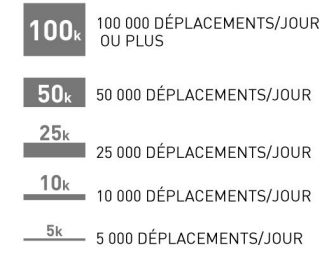 100k 100 000 DÉPLACEMENTS/JOUR
OU PLUS
50k 50 000 DÉPLACEMENTS/JOUR
25k
25 000 DÉPLACEMENTS/JOUR
10k
10 000 DÉPLACEMENTS/JOUR
5k
5 000 DÉPLACEMENTS/JOUR